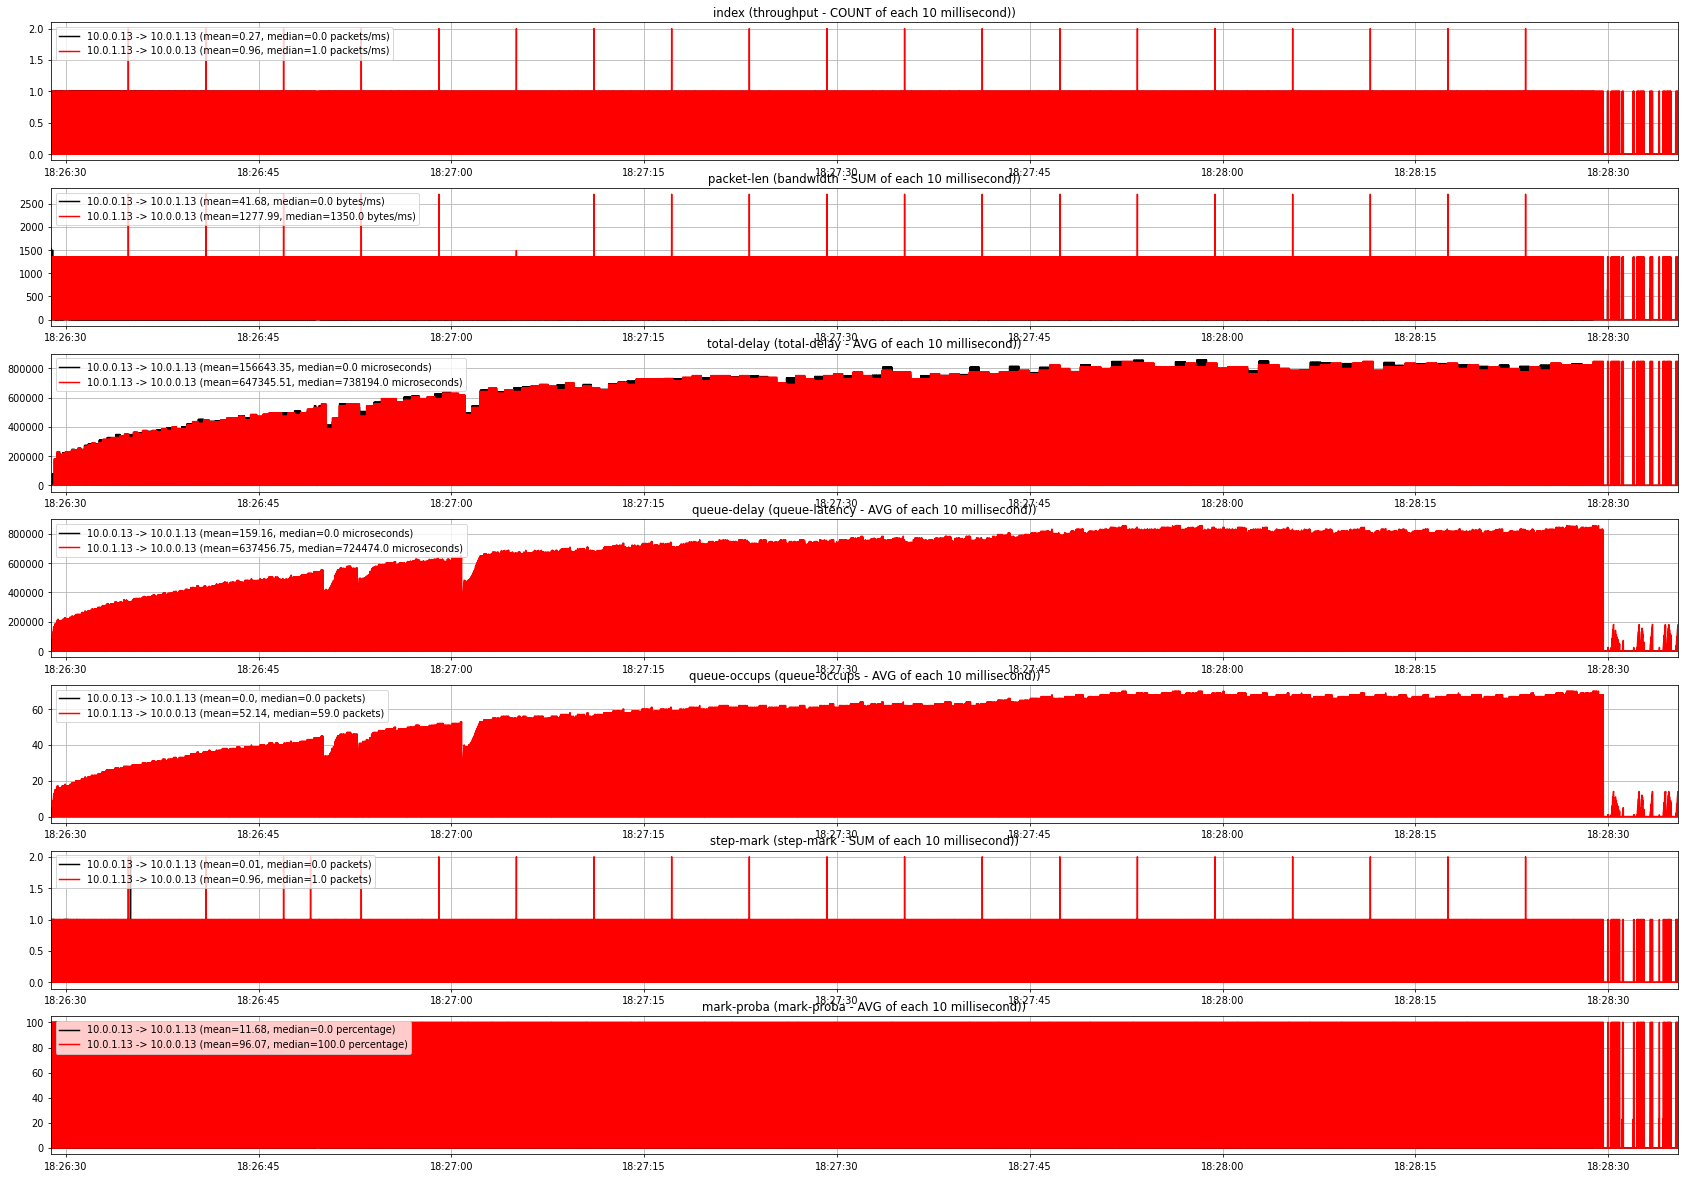 index (throughput - COUNT of each 10 millisecond))
10.0.0.13 -> 10.0.1.13 (mean=0.27, median=0.0 packets/ms)
10.0.1.13 -> 10.0.0.13 (mean=0.96, median=1.0 packets/ms)
2.0
1.5
1.0
0.5
0.0
18:26:30 18:26:45 18:27:00 18:27:15 18:27:30 18:27:45 18:28:00 18:28:15 18:28:30
packet-len (bandwidth - SUM of each 10 millisecond))
10.0.0.13 -> 10.0.1.13 (mean=41.68, median=0.0 bytes/ms)
10.0.1.13 -> 10.0.0.13 (mean=1277.99, median=1350.0 bytes/ms)
2500
2000
1500
1000
500
0
18:26:30 18:26:45 18:27:00 18:27:15 18:27:30 18:27:45 18:28:00 18:28:15 18:28:30
total-delay (total-delay - AVG of each 10 millisecond))
10.0.0.13 -> 10.0.1.13 (mean=156643.35, median=0.0 microseconds)
10.0.1.13 -> 10.0.0.13 (mean=647345.51, median=738194.0 microseconds)
800000
600000
400000
200000
0
18:26:30 18:26:45 18:27:00 18:27:15 18:27:30 18:27:45 18:28:00 18:28:15 18:28:30
queue-delay (queue-latency - AVG of each 10 millisecond))
10.0.0.13 -> 10.0.1.13 (mean=159.16, median=0.0 microseconds)
10.0.1.13 -> 10.0.0.13 (mean=637456.75, median=724474.0 microseconds)
800000
600000
400000
200000
0
18:26:30 18:26:45 18:27:00 18:27:15 18:27:30 18:27:45 18:28:00 18:28:15 18:28:30
queue-occups (queue-occups - AVG of each 10 millisecond))
10.0.0.13 -> 10.0.1.13 (mean=0.0, median=0.0 packets)
10.0.1.13 -> 10.0.0.13 (mean=52.14, median=59.0 packets)
60
40
20
0
18:26:30 18:26:45 18:27:00 18:27:15 18:27:30 18:27:45 18:28:00 18:28:15 18:28:30
step-mark (step-mark - SUM of each 10 millisecond))
10.0.0.13 -> 10.0.1.13 (mean=0.01, median=0.0 packets)
10.0.1.13 -> 10.0.0.13 (mean=0.96, median=1.0 packets)
2.0
1.5
1.0
0.5
0.0
18:26:30 18:26:45 18:27:00 18:27:15 18:27:30 18:27:45 18:28:00 18:28:15 18:28:30
mark-proba (mark-proba - AVG of each 10 millisecond))
10.0.0.13 -> 10.0.1.13 (mean=11.68, median=0.0 percentage)
10.0.1.13 -> 10.0.0.13 (mean=96.07, median=100.0 percentage)
100
80
60
40
20
0
18:26:30 18:26:45 18:27:00 18:27:15 18:27:30 18:27:45 18:28:00 18:28:15 18:28:30